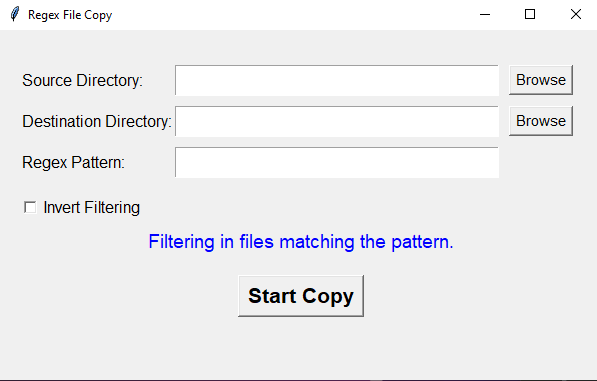 Regex File Copy
Source Directory: Browse
Destination Directory: Browse
Regex Pattern:
Invert Filtering
Filtering in files matching the pattern.
Start Copy